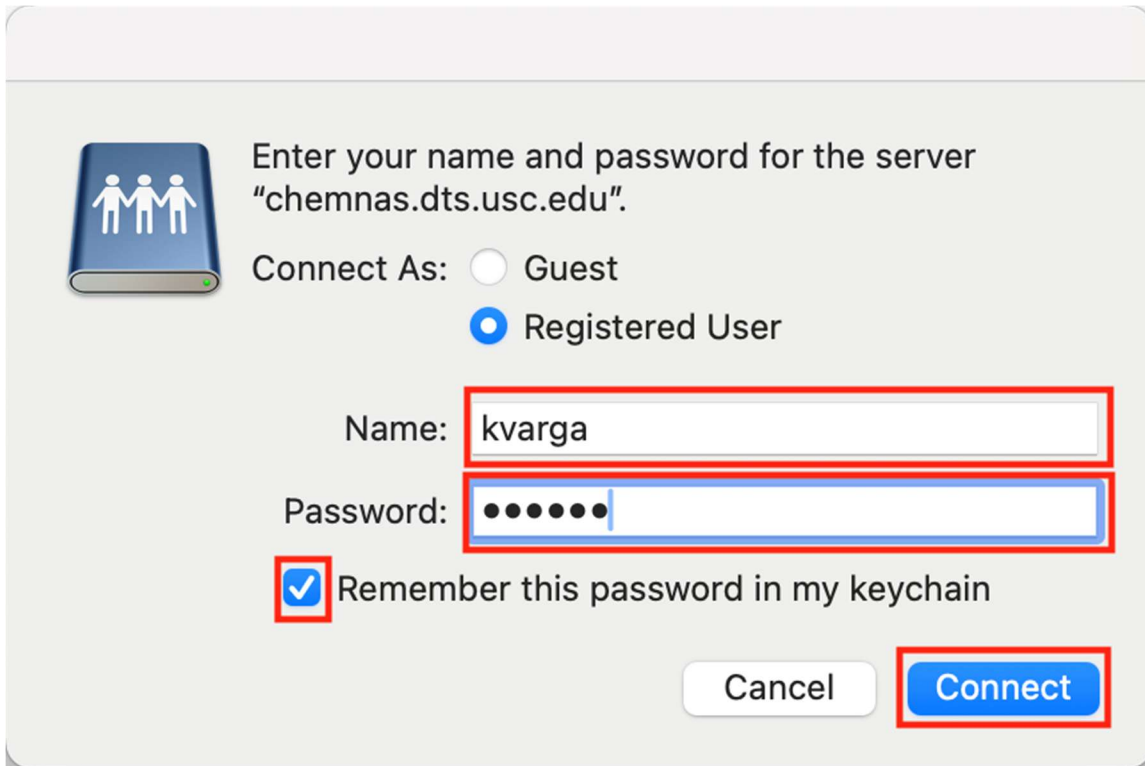 Enter your name and password for the server
“chemnas.dts.usc.edu”.
Connect As: Guest
Registered User
Name: kvarga
Password: ••••••
Remember this password in my keychain
Cancel Connect